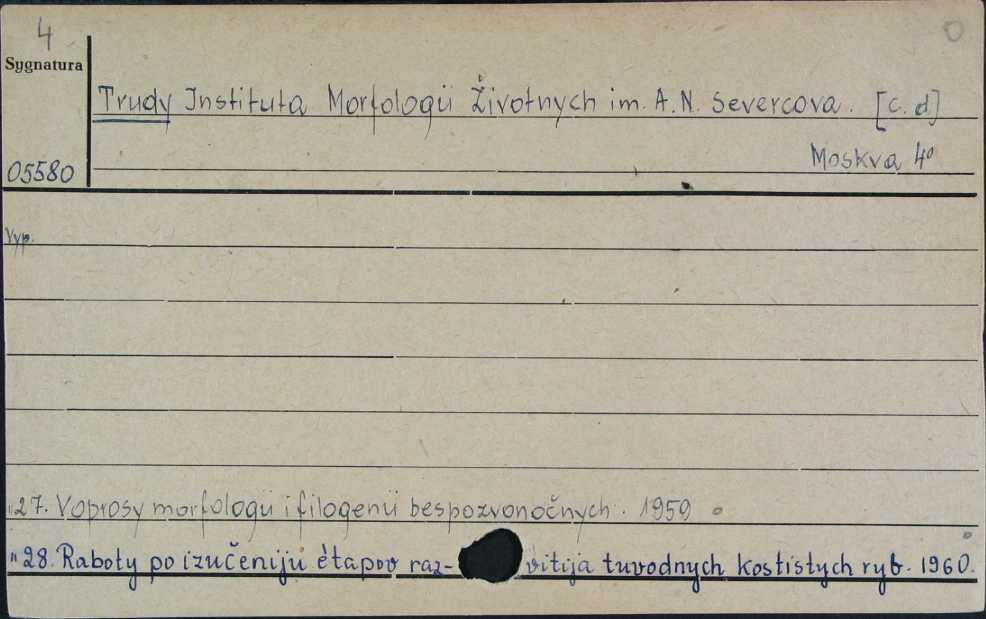 4
Sygnatura
Trudy Instituta Morfologii Životnych im. A.N. Severcova. [c. d]
05580
Moskva 4º
Vyp.
" 27. Voprosy morfologii i filogenii bespozvonočnych. 1959
" 28. Raboty po izučeniju ètapov raz- vitija tuvodnych kostistych ryb. 1960.